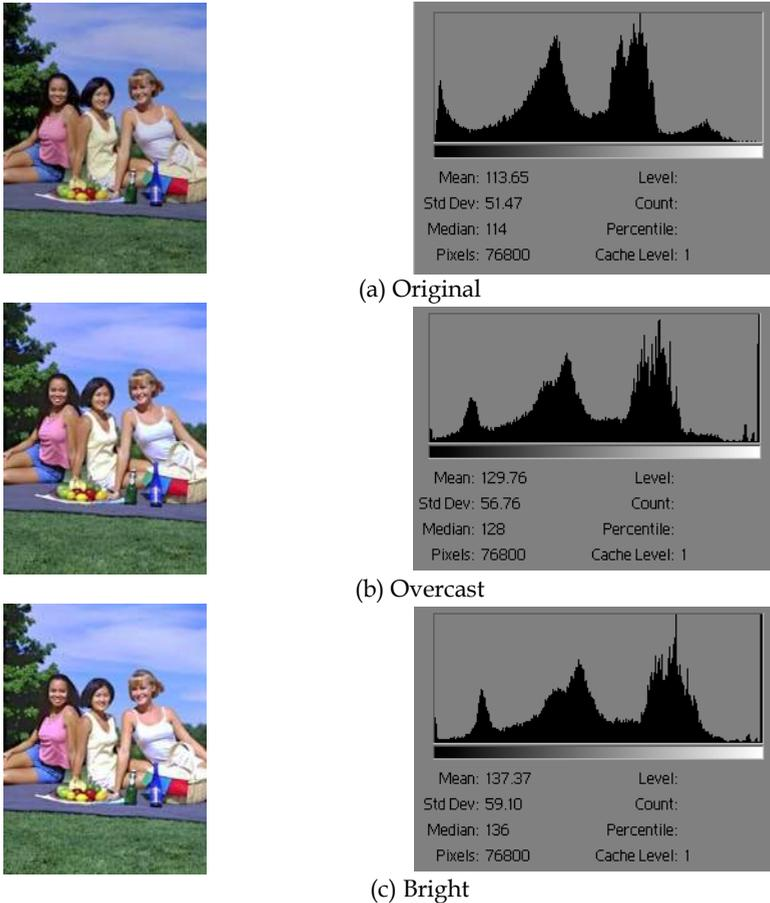 Mean: 113.65 Level:
Std Dev: 51.47 Count:
Median: 114 Percentile:
Pixels: 76800 Cache Level: 1
(a) Original
Mean: 129.76 Level:
Std Dev: 56.76 Count:
Median: 128 Percentile:
Pixels: 76800 Cache Level: 1
(b) Overcast
Mean: 137.37 Level:
Std Dev: 59.10 Count:
Median: 136 Percentile:
Pixels: 76800 Cache Level: 1
(c) Bright